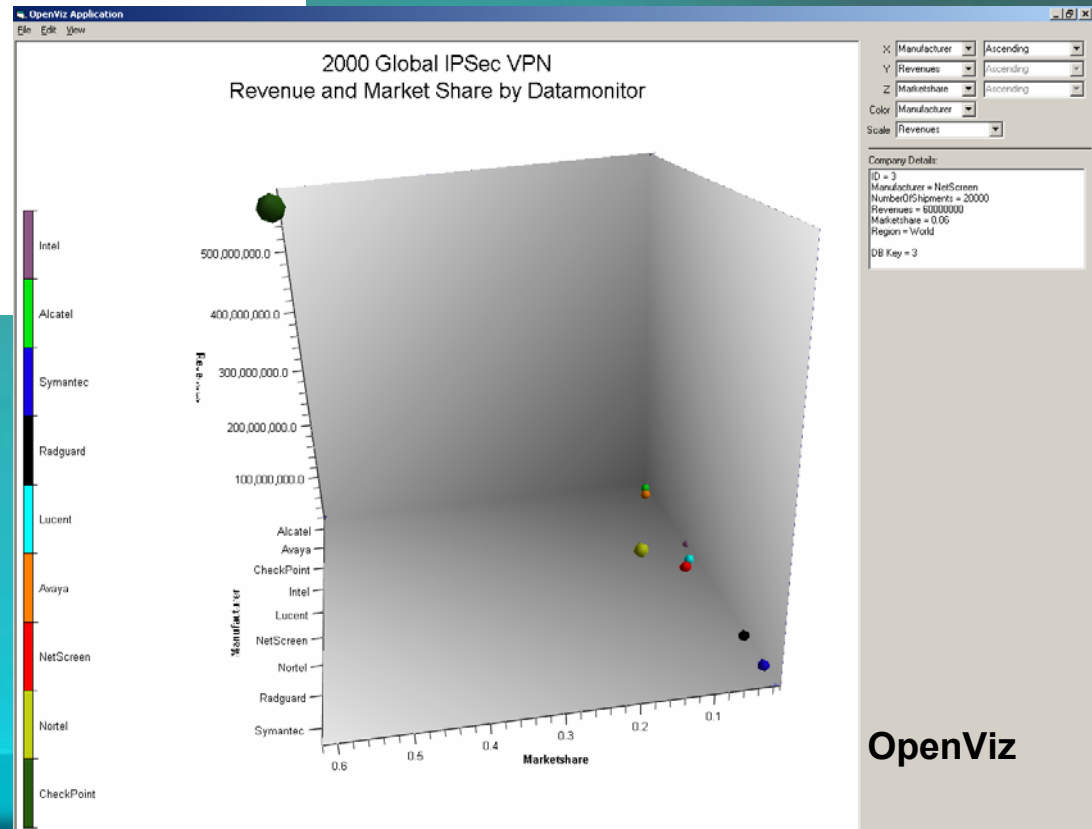 OpenViz Application
File Edit View
2000 Global IPSec VPN
Revenue and Market Share by Datamonitor
X Manufacturer Ascending
Y Revenues Ascending
Z Marketshare Ascending
Color Manufacturer
Scale Revenues
Company Details:
ID = 3
Manufacturer = NetScreen
NumberOfShipments = 20000
Revenues = 60000000
Marketshare = 0.06
Region = World
DB Key = 3
Intel
Alcatel
Symantec
Radguard
Lucent
Avaya
NetScreen
Nortel
CheckPoint
500,000,000.0
400,000,000.0
300,000,000.0
200,000,000.0
100,000,000.0
Alcatel
Avaya
CheckPoint
Intel
Lucent
NetScreen
Nortel
Radguard
Symantec
Manufacturer
0.6 0.5 0.4 0.3 0.2 0.1
Marketshare
OpenViz